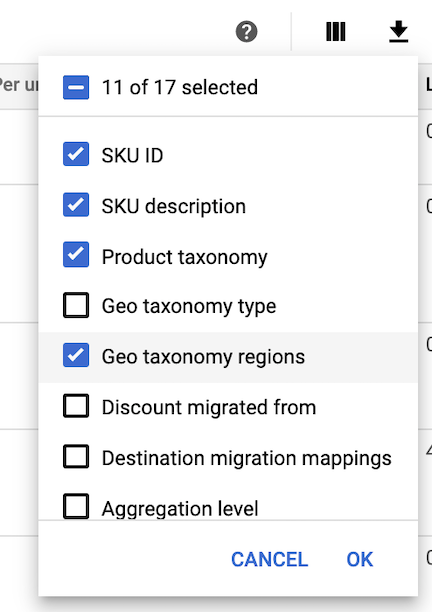 Per
11 of 17 selected
SKU ID
SKU description
Product taxonomy
Geo taxonomy type
Geo taxonomy regions
Discount migrated from
Destination migration mappings
Aggregation level
CANCEL OK